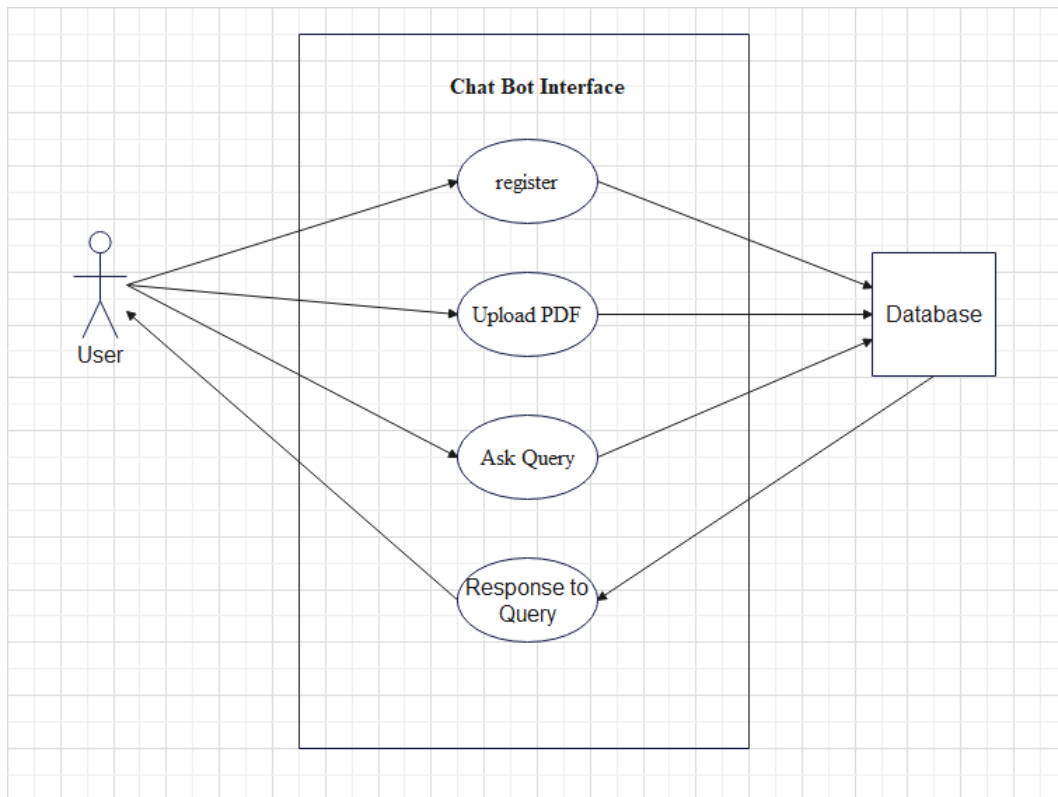 Chat Bot Interface
register
Upload PDF
Database
User
Ask Query
Response to
Query